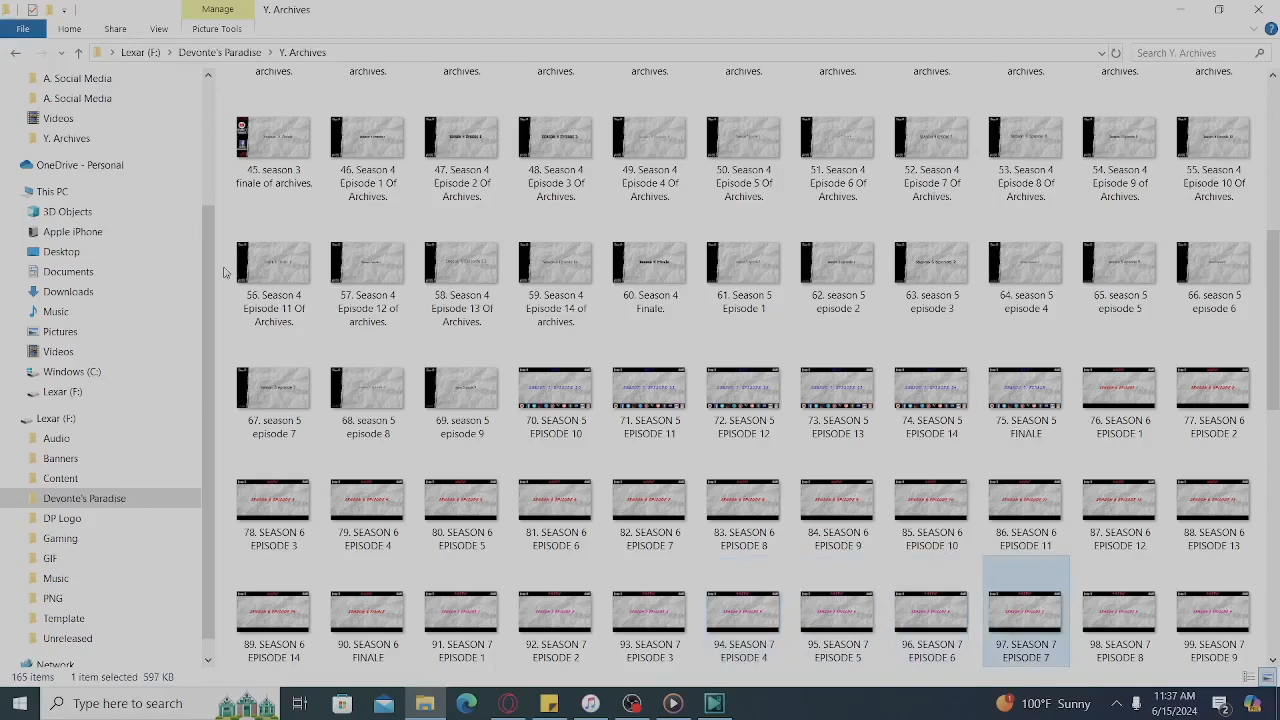 Manage
Y. Archives
File
Home
Share
View
Picture Tools
Lexar (F:)
Devonte's Paradise
Y. Archives
Search Y. Archives
A. Social Media
A. Social Media
Videos
Y. Archives
OneDrive - Personal
This PC
3D Objects
Apple iPhone
Desktop
Documents
Downloads
Music
Pictures
Videos
Windows (C:)
Lexar (F:)
Lexar (F:)
Audio
Banners
Content
Devonte's Paradise
DP Logo
Gaming
GIF
Music
PNG
Template
Unreleased
Network
archives.
archives.
archives.
archives.
archives.
archives.
archives.
archives.
archives.
archives.
archives.
45. season 3
finale of archives.
46. Season 4
Episode 1 Of
Archives.
47. Season 4
Episode 2 Of
Archives.
48. Season 4
Episode 3 Of
Archives.
49. Season 4
Episode 4 Of
Archives.
50. Season 4
Episode 5 Of
Archives.
51. Season 4
Episode 6 Of
Archives.
52. Season 4
Episode 7 Of
Archives.
53. Season 4
Episode 8 Of
Archives.
54. Season 4
Episode 9 of
Archives.
55. Season 4
Episode 10 Of
Archives.
56. Season 4
Episode 11 Of
Archives.
57. Season 4
Episode 12 of
archives.
58. Season 4
Episode 13 Of
Archives.
59. Season 4
Episode 14 of
archives.
60. Season 4
Finale.
61. Season 5
Episode 1
62. season 5
episode 2
63. season 5
episode 3
64. season 5
episode 4
65. season 5
episode 5
66. season 5
episode 6
67. season 5
episode 7
68. season 5
episode 8
69. season 5
episode 9
70. SEASON 5
EPISODE 10
71. SEASON 5
EPISODE 11
72. SEASON 5
EPISODE 12
73. SEASON 5
EPISODE 13
74. SEASON 5
EPISODE 14
75. SEASON 5
FINALE
76. SEASON 6
EPISODE 1
77. SEASON 6
EPISODE 2
78. SEASON 6
EPISODE 3
79. SEASON 6
EPISODE 4
80. SEASON 6
EPISODE 5
81. SEASON 6
EPISODE 6
82. SEASON 6
EPISODE 7
83. SEASON 6
EPISODE 8
84. SEASON 6
EPISODE 9
85. SEASON 6
EPISODE 10
86. SEASON 6
EPISODE 11
87. SEASON 6
EPISODE 12
88. SEASON 6
EPISODE 13
89. SEASON 6
EPISODE 14
90. SEASON 6
FINALE
91. SEASON 7
EPISODE 1
92. SEASON 7
EPISODE 2
93. SEASON 7
EPISODE 3
94. SEASON 7
EPISODE 4
95. SEASON 7
EPISODE 5
96. SEASON 7
EPISODE 6
97. SEASON 7
EPISODE 7
98. SEASON 7
EPISODE 8
99. SEASON 7
EPISODE 9
165 items
1 item selected 597 KB
Type here to search
1
100°F Sunny
11:37 AM
6/15/2024
2